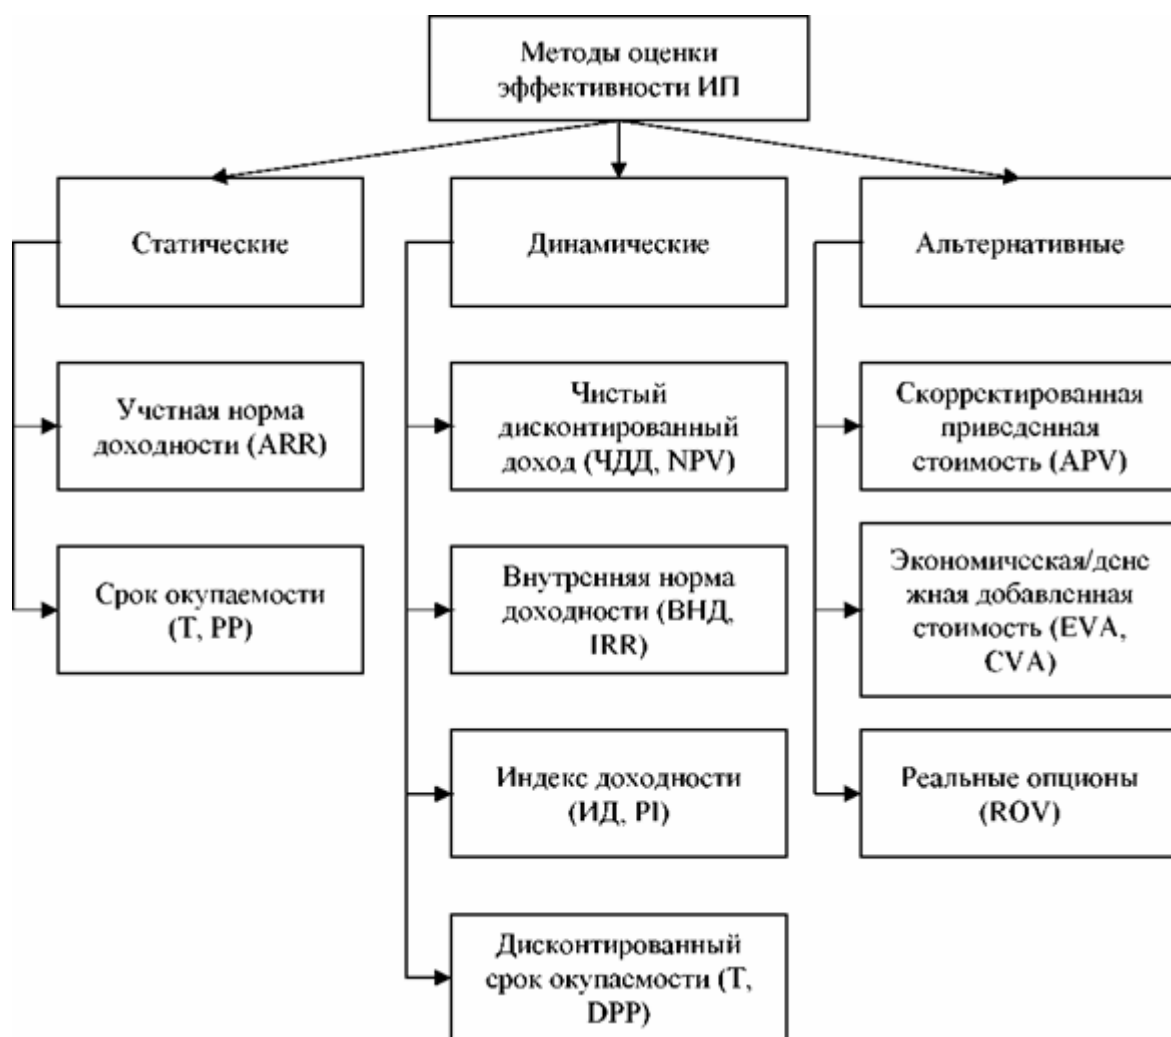 Методы оценки
эффективности ИП
Статические
Динамические
Альтернативные
Учетная норма
доходности (ARR)
Чистый
дисконтированный
доход (ЧДД, NPV)
Скорректированная
приведенная
стоимость (APV)
Срок окупаемости
(Т, PP)
Внутренняя норма
доходности (ВНД,
IRR)
Экономическая/дене
жная добавленная
стоимость (EVA,
CVA)
Индекс доходности
(ИД, PI)
Реальные опционы
(ROV)
Дисконтированный
срок окупаемости (Т,
DPP)